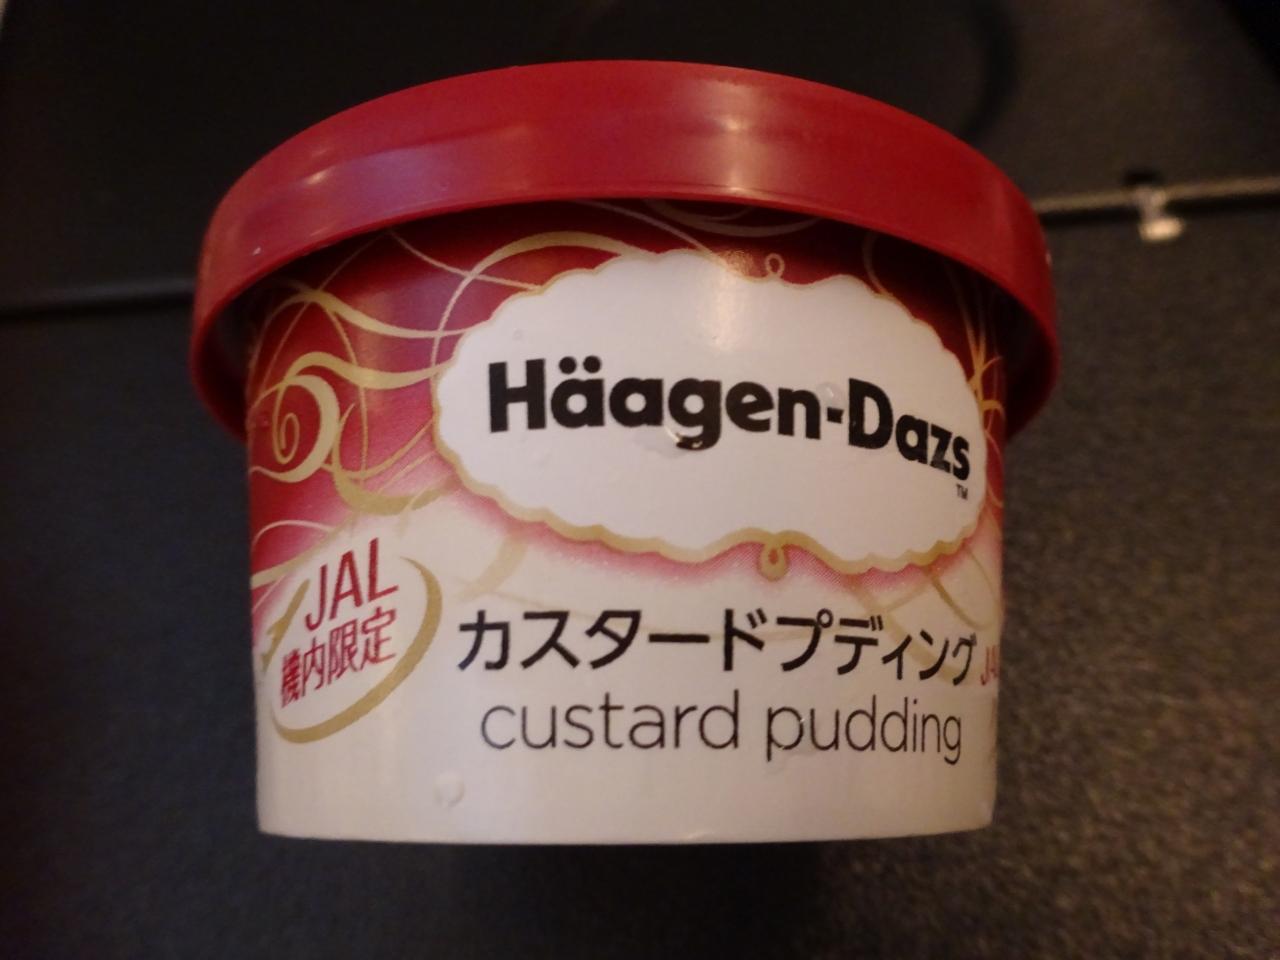 Häagen-Dazs
TM
JAL
機内限定
カスタードプディング
custard pudding